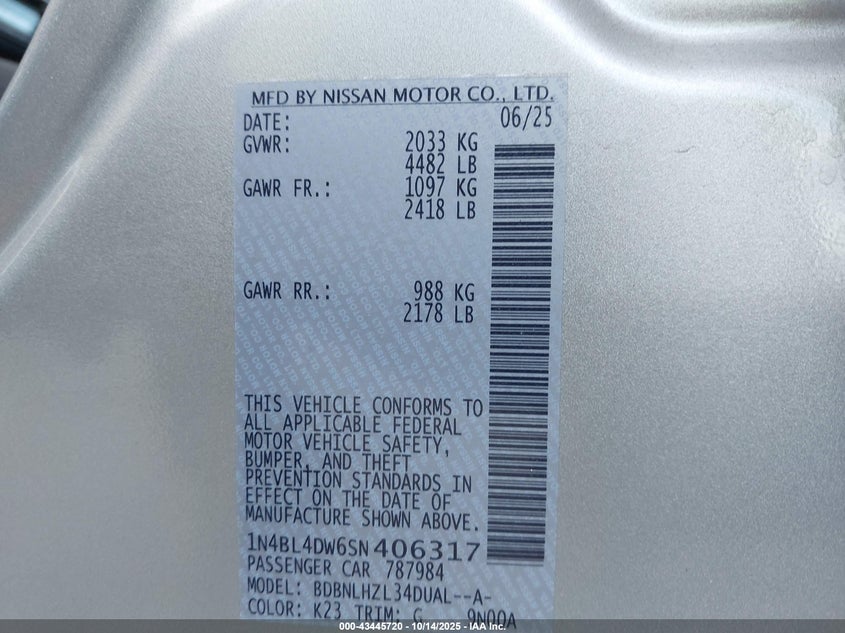 MFD BY NISSAN MOTOR CO., LTD.
DATE: 06/25
GVWR: 2033 KG
4482 LB
GAWR FR.: 1097 KG
2418 LB
GAWR RR.: 988 KG
2178 LB
THIS VEHICLE CONFORMS TO
ALL APPLICABLE FEDERAL
MOTOR VEHICLE SAFETY,
BUMPER, AND THEFT
PREVENTION STANDARDS IN
EFFECT ON THE DATE OF
MANUFACTURE SHOWN ABOVE.
1N4BL4DW6SN406317
PASSENGER CAR 787984
MODEL: BDBNLHZL34DUAL--A-
COLOR: K23 TRIM: G 9N00A
000-43445720 | 10/14/2025 | IAA Inc.